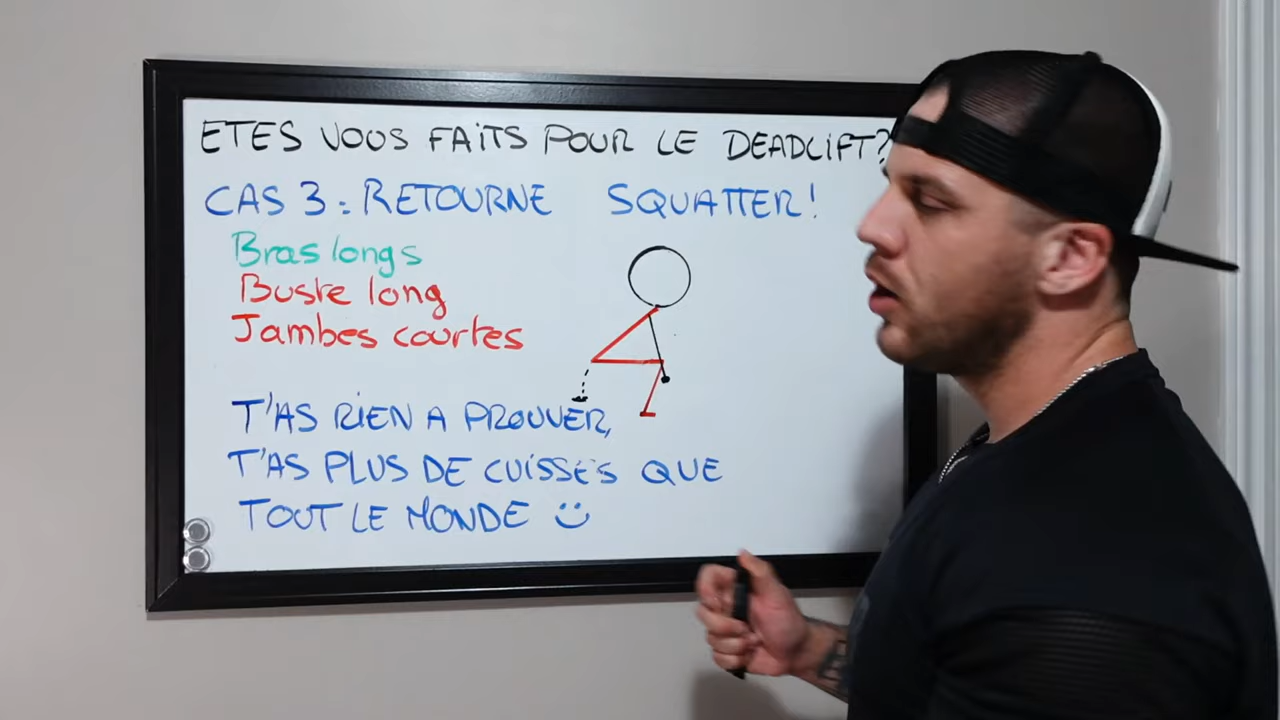 ETES VOUS FAITS POUR LE DEADLIFT?
CAS 3 : RETOURNE SQUATTER!
Bras longs
Buste long
Jambes courtes
T'AS RIEN A PROUVER,
T'AS PLUS DE CUISSES QUE
TOUT LE MONDE